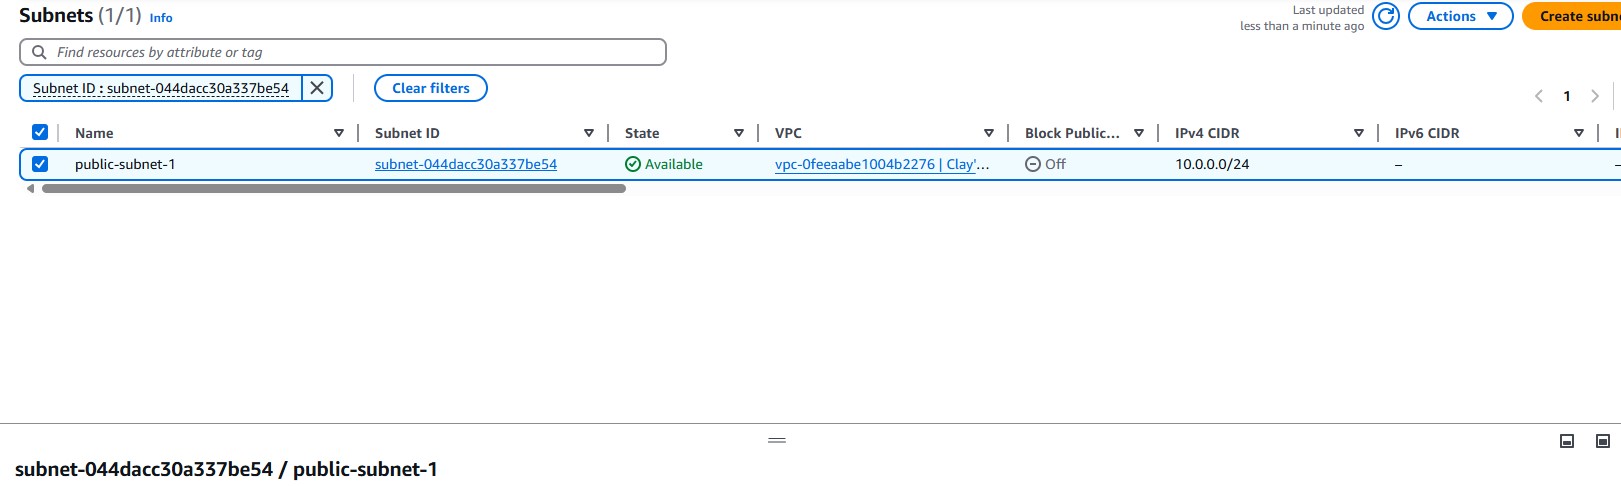 Subnets (1/1) Info
Last updated
less than a minute ago
Actions
Create subn
Find resources by attribute or tag
Subnet ID : subnet-044dacc30a337be54
Clear filters
1
Name Subnet ID State VPC Block Public... IPv4 CIDR IPv6 CIDR
public-subnet-1 subnet-044dacc30a337be54 Available vpc-0feeaabe1004b2276 | Clay'... Off 10.0.0.0/24 –
subnet-044dacc30a337be54 / public-subnet-1